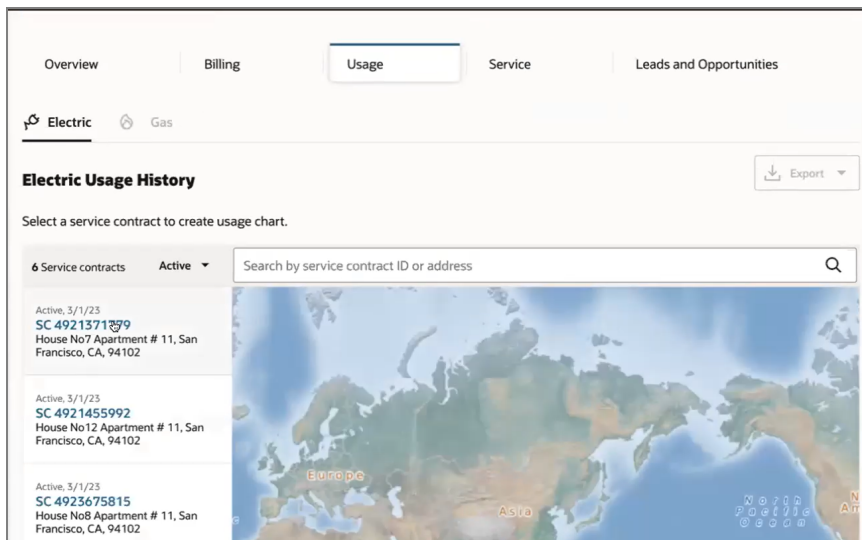 Overview Billing Usage Service Leads and Opportunities
Electric Gas
Electric Usage History
Export
Select a service contract to create usage chart.
6 Service contracts Active Search by service contract ID or address
Active, 3/1/23
House No7 Apartment # 11, San
Francisco, CA, 94102
Active, 3/1/23
SC 4921455992
House No12 Apartment # 11, San
Francisco, CA, 94102
Active, 3/1/23
SC 4923675815
House No8 Apartment # 11, San
Francisco, CA, 94102
Europe
Asia
North
Pacific
Ocean